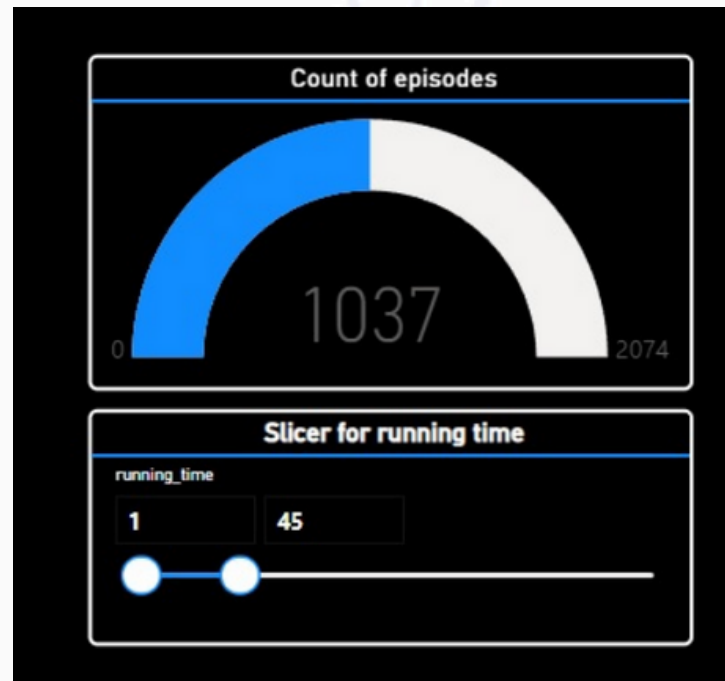 Count of episodes
1037
0
2074
Slicer for running time
running_time
1 45